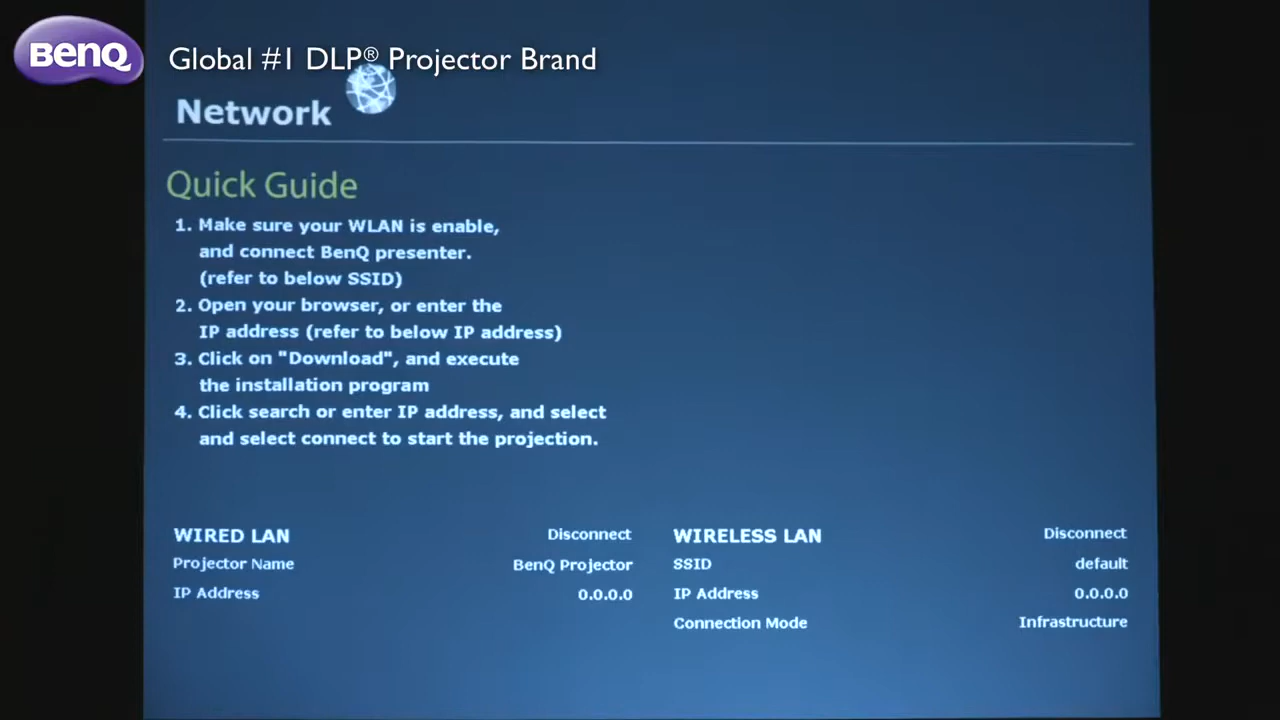 BenQ
Global #1 DLP® Projector Brand
Network
Quick Guide
1. Make sure your WLAN is enable,
and connect BenQ presenter.
(refer to below SSID)
2. Open your browser, or enter the
IP address (refer to below IP address)
3. Click on "Download", and execute
the installation program
4. Click search or enter IP address, and select
and select connect to start the projection.
WIRED LAN Disconnect
Projector Name BenQ Projector
IP Address 0.0.0.0
WIRELESS LAN Disconnect
SSID default
IP Address 0.0.0.0
Connection Mode Infrastructure